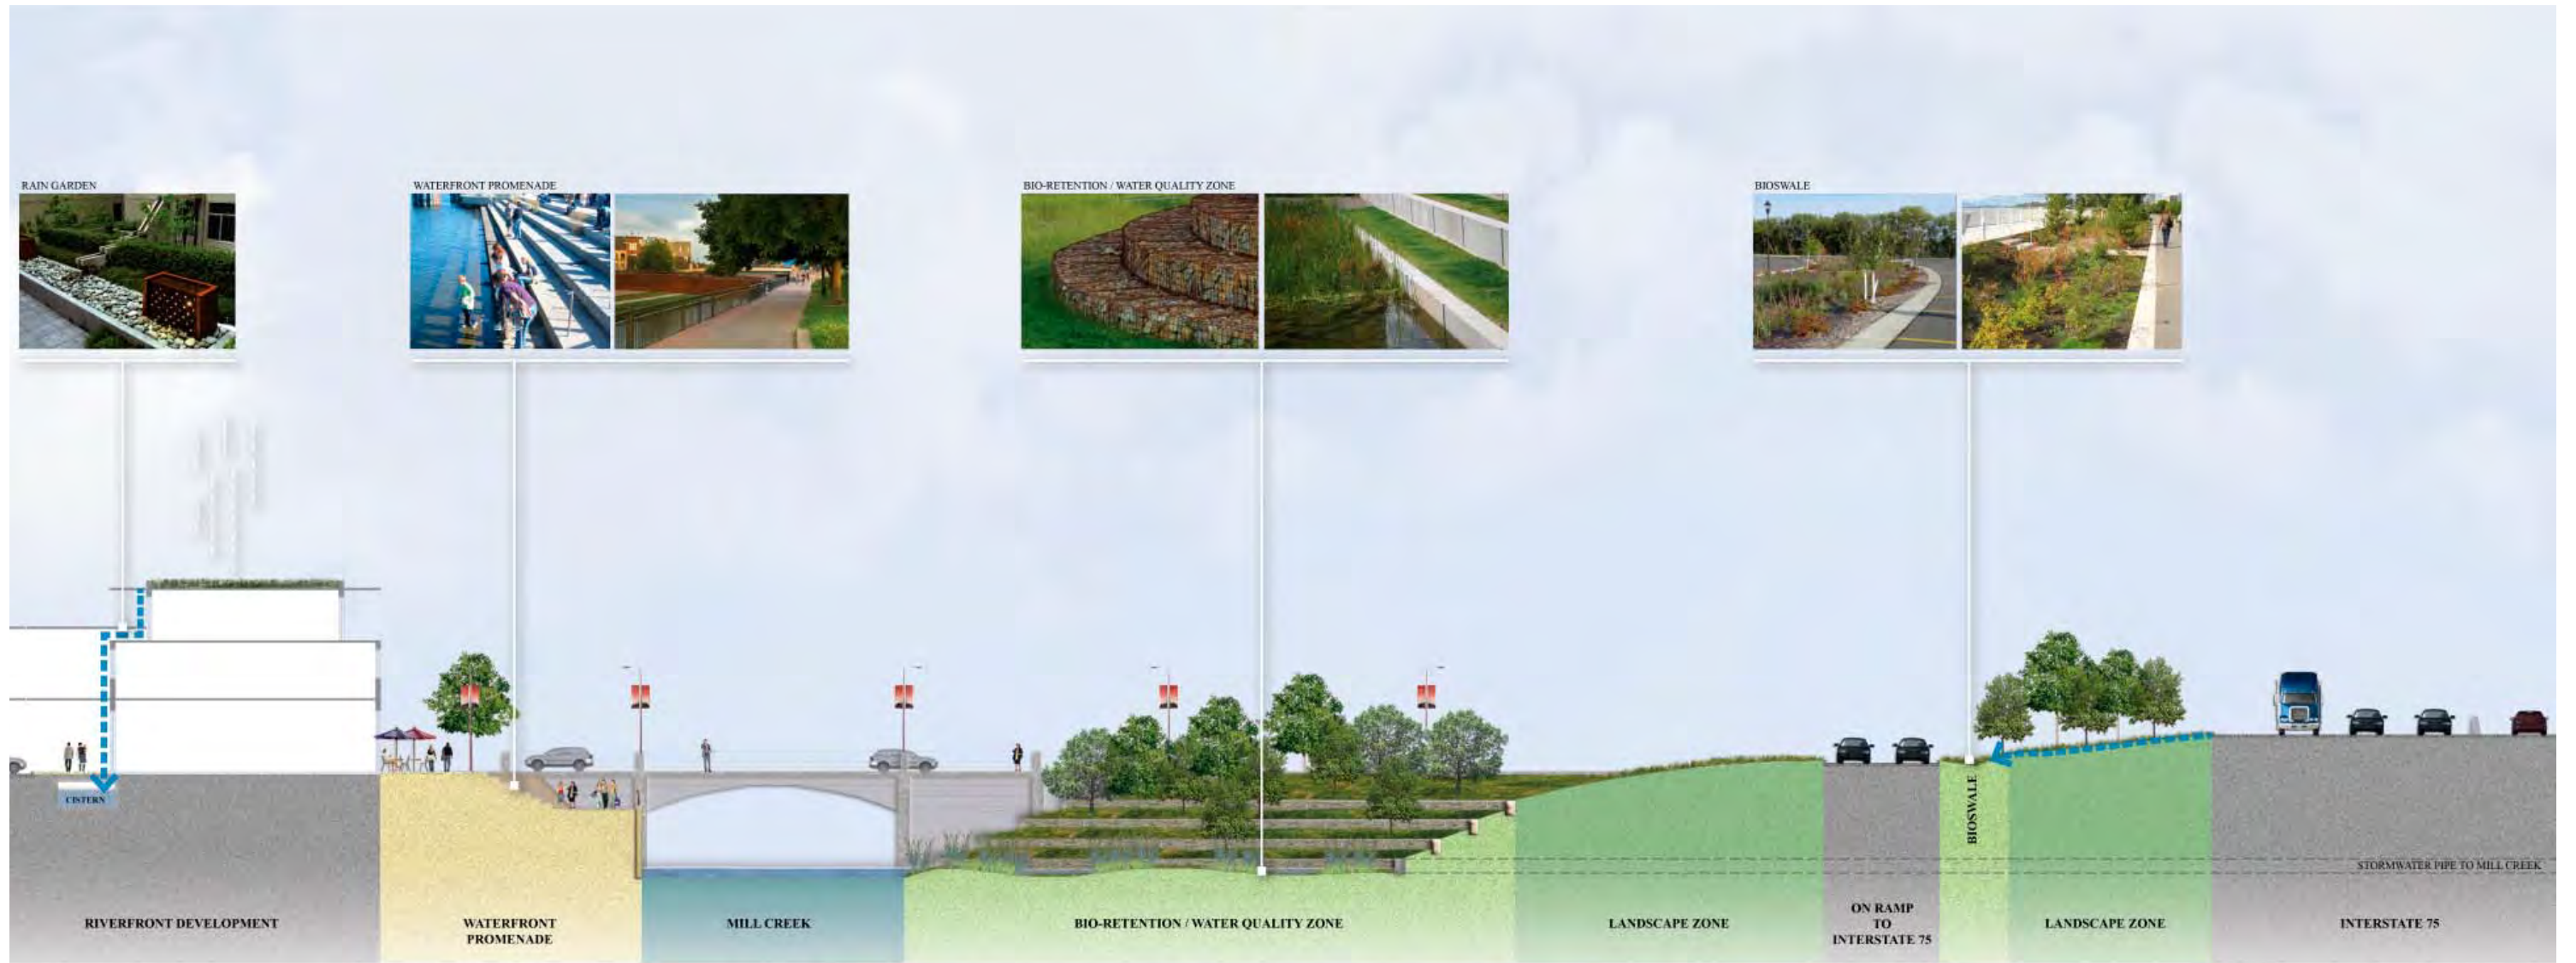 RAIN GARDEN
WATERFRONT PROMENADE
BIO-RETENTION / WATER QUALITY ZONE
BIOSWALE
CISTERN
BIOSWALE
STORMWATER PIPE TO MILL CREEK
RIVERFRONT DEVELOPMENT
WATERFRONT
PROMENADE
MILL CREEK
BIO-RETENTION / WATER QUALITY ZONE
LANDSCAPE ZONE
ON RAMP
TO
INTERSTATE 75
LANDSCAPE ZONE
INTERSTATE 75